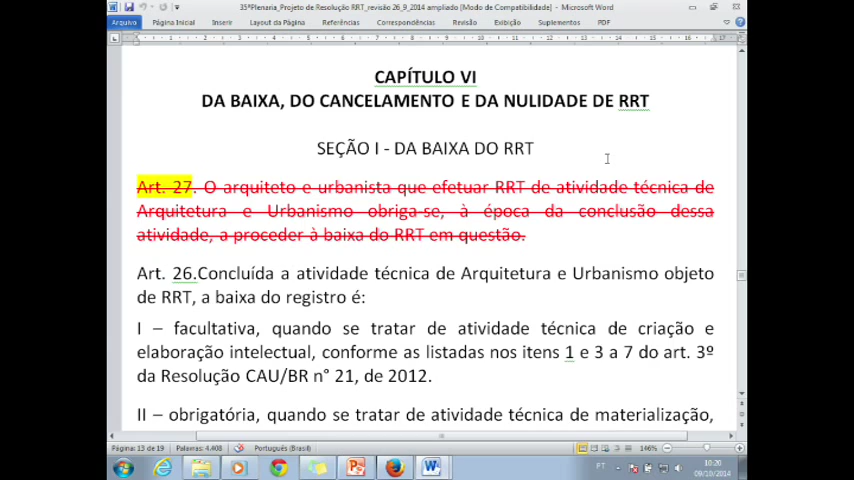 35ªPlenaria_Projeto de Resolução RRT_revisão 26_9_2014 ampliado [Modo de Compatibilidade] - Microsoft Word
Arquivo Página Inicial Inserir Layout da Página Referências Correspondências Revisão Exibição Suplementos PDF
CAPÍTULO VI
DA BAIXA, DO CANCELAMENTO E DA NULIDADE DE RRT
SEÇÃO I - DA BAIXA DO RRT
Art. 27. O arquiteto e urbanista que efetuar RRT de atividade técnica de
Arquitetura e Urbanismo obriga-se, à época da conclusão dessa
atividade, a proceder à baixa do RRT em questão.
Art. 26.Concluída a atividade técnica de Arquitetura e Urbanismo objeto
de RRT, a baixa do registro é:
I – facultativa, quando se tratar de atividade técnica de criação e
elaboração intelectual, conforme as listadas nos itens 1 e 3 a 7 do art. 3º
da Resolução CAU/BR n° 21, de 2012.
II – obrigatória, quando se tratar de atividade técnica de materialização,
Página: 13 de 19 Palavras: 4.408 Português (Brasil) 146%
PT 10:20
09/10/2014